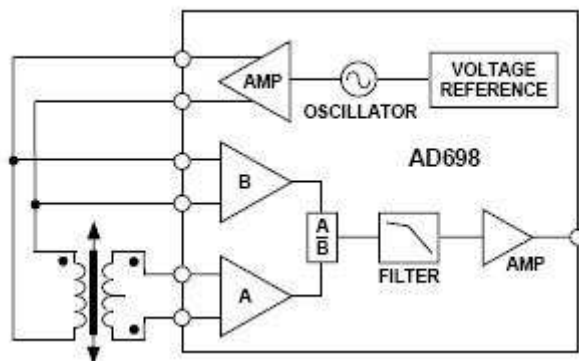 AMP
OSCILLATOR
VOLTAGE
REFERENCE
AD698
B
A
B
A
FILTER
AMP